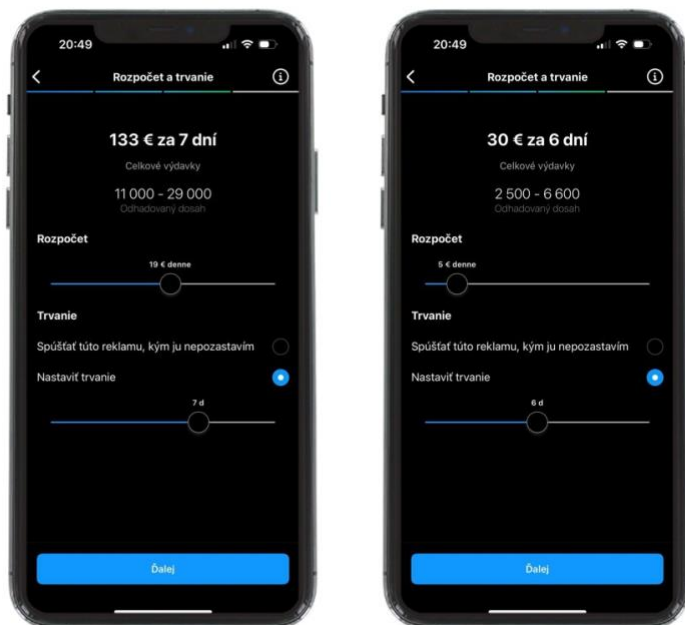 20:49
Rozpočet a trvanie
133 € za 7 dní
Celkové výdavky
11 000 - 29 000
Odhadovaný dosah
Rozpočet
19 € denne
Trvanie
Spúšťať túto reklamu, kým ju nepozastavím
Nastaviť trvanie
7 d
Ďalej
20:49
Rozpočet a trvanie
30 € za 6 dní
Celkové výdavky
2 500 - 6 600
Odhadovaný dosah
Rozpočet
5 € denne
Trvanie
Spúšťať túto reklamu, kým ju nepozastavím
Nastaviť trvanie
6 d
Ďalej